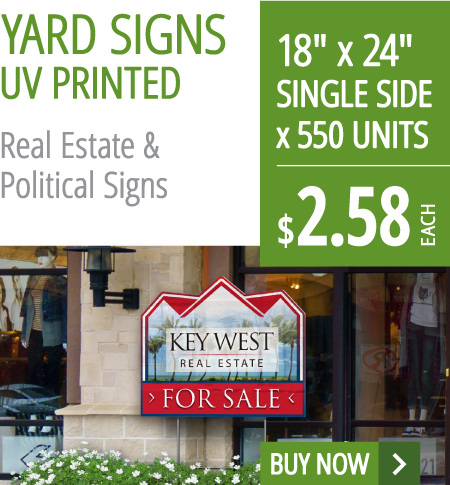 YARD SIGNS
UV PRINTED
Real Estate &
Political Signs
18" x 24"
SINGLE SIDE
x 550 UNITS
$2.58 EACH
KEY WEST
REAL ESTATE
› FOR SALE ‹
21
BUY NOW >